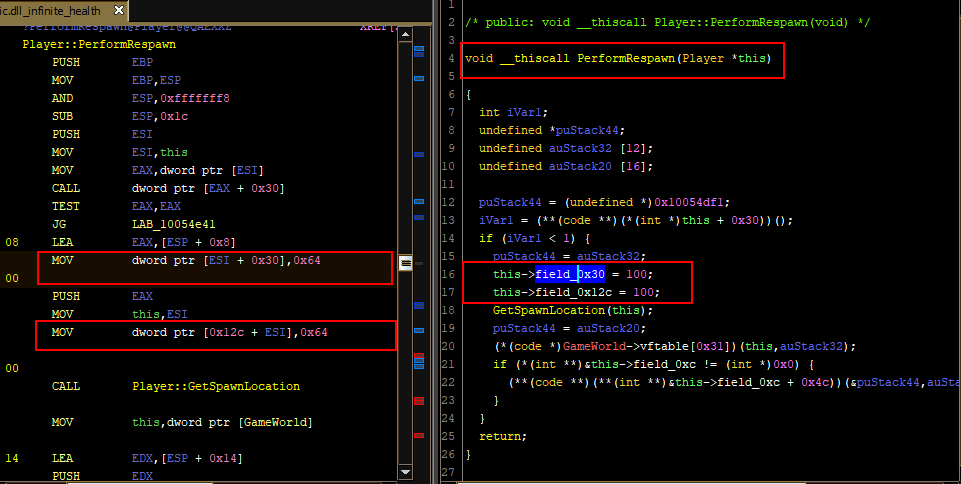 ic.dll_infinite_health
Player::PerformRespawn
PUSH EBP
MOV EBP,ESP
AND ESP,0xfffffff8
SUB ESP,0x1c
PUSH ESI
MOV ESI,this
MOV EAX,dword ptr [ESI]
CALL dword ptr [EAX + 0x30]
TEST EAX,EAX
JG LAB_10054e41
08 LEA EAX,[ESP + 0x8]
MOV dword ptr [ESI + 0x30],0x64
00
PUSH EAX
MOV this,ESI
MOV dword ptr [0x12c + ESI],0x64
00
CALL Player::GetSpawnLocation
MOV this,dword ptr [GameWorld]
14 LEA EDX,[ESP + 0x14]
PUSH EDX
1
2 /* public: void __thiscall Player::PerformRespawn(void) */
3
4 void __thiscall PerformRespawn(Player *this)
5
6 {
7 int iVar1;
8 undefined *puStack44;
9 undefined auStack32 [12];
10 undefined auStack20 [16];
11
12 puStack44 = (undefined *)0x10054df1;
13 iVar1 = (**(code **)(*(int *)this + 0x30))();
14 if (iVar1 < 1) {
15 puStack44 = auStack32;
16 this->field_0x30 = 100;
17 this->field_0x12c = 100;
18 GetSpawnLocation(this);
19 puStack44 = auStack20;
20 (*(code *)GameWorld->vftable[0x31])(this,auStack32);
21 if (*(int **)&this->field_0xc != (int *)0x0) {
22 (**(code **)(**(int **)&this->field_0xc + 0x4c))(&puStack44,auSta
23 }
24 }
25 return;
26 }
27